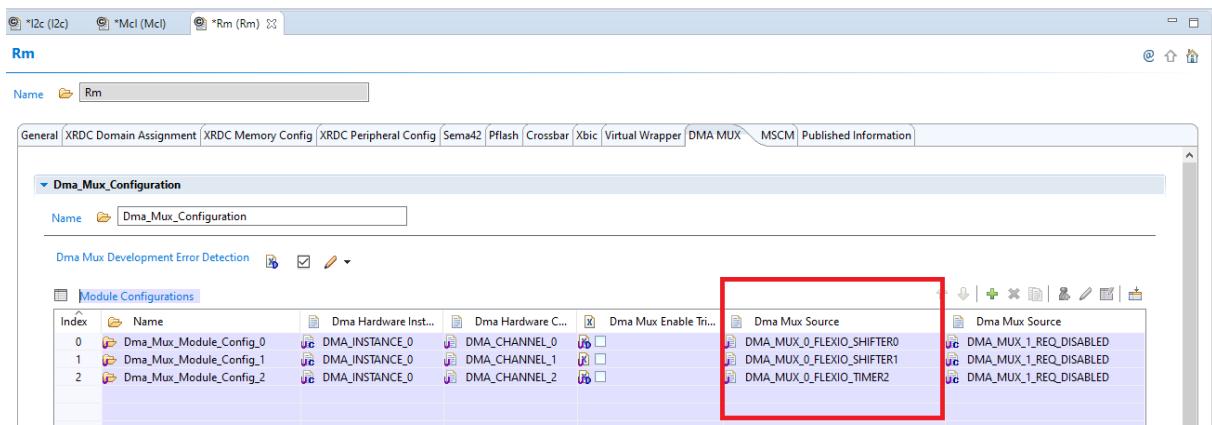 *I2c (I2c) *Mcl (Mcl) *Rm (Rm)
Rm
Name Rm
General XRDC Domain Assignment XRDC Memory Config XRDC Peripheral Config Sema42 Pflash Crossbar Xbic Virtual Wrapper DMA MUX MSCM Published Information
Dma_Mux_Configuration
Name Dma_Mux_Configuration
Dma Mux Development Error Detection
Module Configurations
Index Name Dma Hardware Inst... Dma Hardware C... Dma Mux Enable Tri... Dma Mux Source Dma Mux Source
0 Dma_Mux_Module_Config_0 DMA_INSTANCE_0 DMA_CHANNEL_0 DMA_MUX_0_FLEXIO_SHIFTER0 DMA_MUX_1_REQ_DISABLED
1 Dma_Mux_Module_Config_1 DMA_INSTANCE_0 DMA_CHANNEL_1 DMA_MUX_0_FLEXIO_SHIFTER1 DMA_MUX_1_REQ_DISABLED
2 Dma_Mux_Module_Config_2 DMA_INSTANCE_0 DMA_CHANNEL_2 DMA_MUX_0_FLEXIO_TIMER2 DMA_MUX_1_REQ_DISABLED